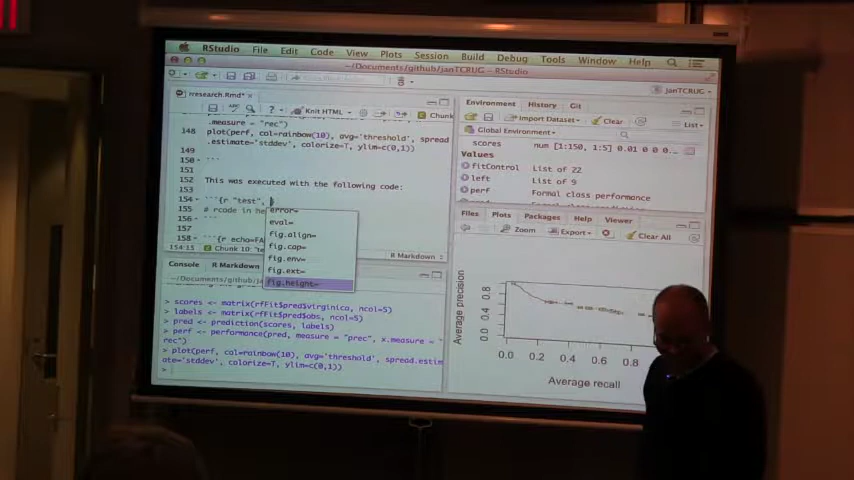 RStudio File Edit Code View Plots Session Build Debug Tools Window Help
~/Documents/github/janTCRUG - RStudio
janTCRUG
rresearch.Rmd*
ABC ? Knit HTML Chunk
.measure = "rec")
148 plot(perf, col=rainbow(10), avg='threshold', spread
.estimate="stddev", colorize=T, ylim=c(0,1))
149
150 ```
151
152 This was executed with the following code:
153
154 ```{r "test",
155 # rcode in he
156 ```
157
158 ```{r echo=FA
error=
eval=
fig.align=
fig.cap=
fig.env=
fig.ext=
fig.height=
154:15 Chunk 10 R Markdown
Console R Markdown
> scores <- matrix(rfFit$pred$virginica, ncol=5)
> labels <- matrix(rfFit$pred$obs, ncol=5)
> pred <- prediction(scores, labels)
> perf <- performance(pred, measure = "prec", x.measure = "
rec")
> plot(perf, col=rainbow(10), avg='threshold', spread.estim
ate='stddev', colorize=T, ylim=c(0,1))
>
Environment History Git
Import Dataset Clear List
Global Environment
scores num [1:150, 1:5] 0.01 0 0 0...
Values
fitControl List of 22
left List of 9
perf Formal class performance
Files Plots Packages Help Viewer
Zoom Export Clear All
Average precision
0.8
0.4
0.0
0.0 0.2 0.4 0.6 0.8
Average recall